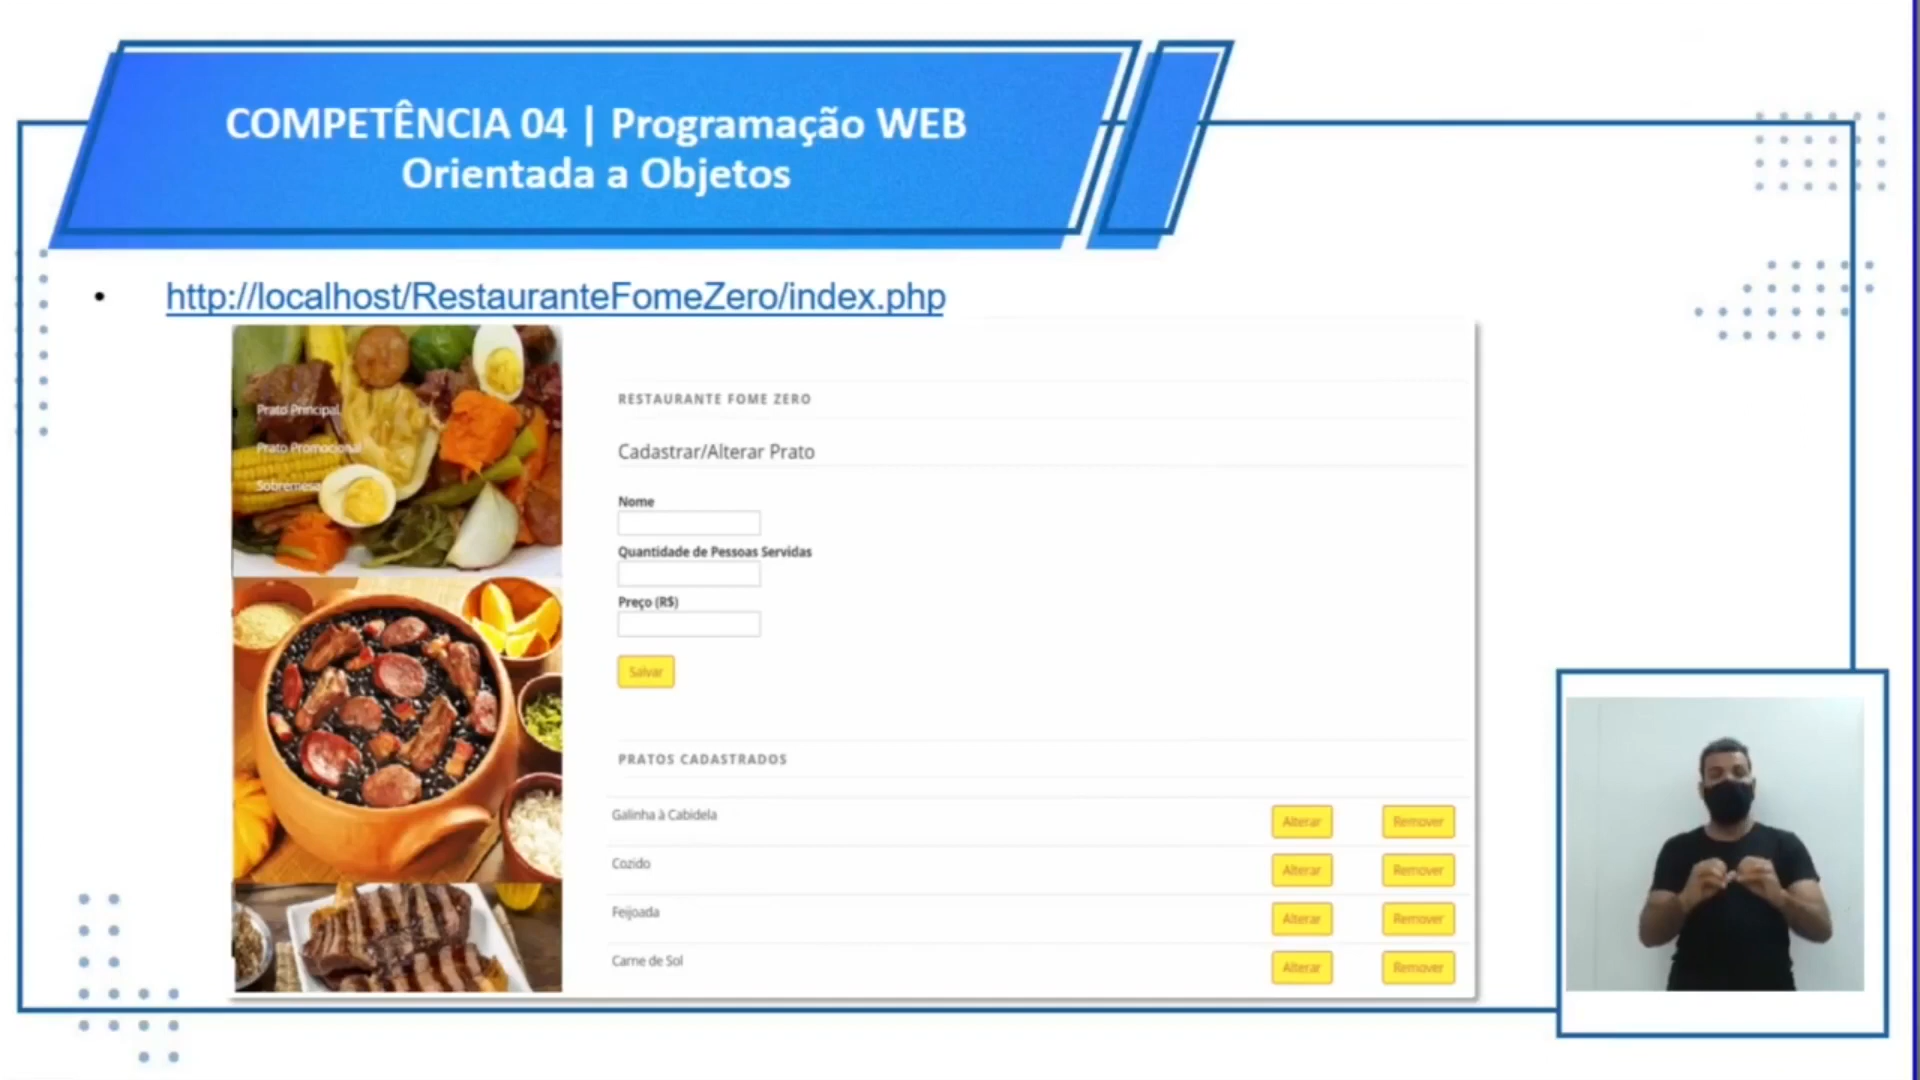 COMPETÊNCIA 04 | Programação WEB
Orientada a Objetos
• http://localhost/RestauranteFomeZero/index.php
Prato Principal
Prato Promocional
Sobremesa
RESTAURANTE FOME ZERO
Cadastrar/Alterar Prato
Nome
Quantidade de Pessoas Servidas
Preço (R$)
Salvar
PRATOS CADASTRADOS
Galinha à Cabidela Alterar Remover
Cozido Alterar Remover
Feijoada Alterar Remover
Carne de Sol Alterar Remover